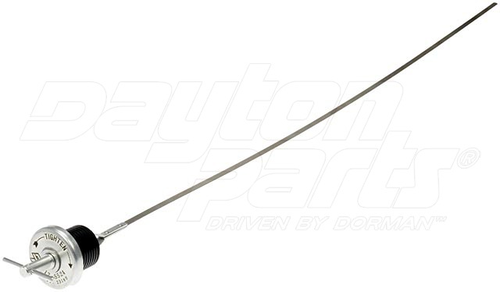 Dayton
parts®
DRIVEN BY DORMAN™
TIGHTEN